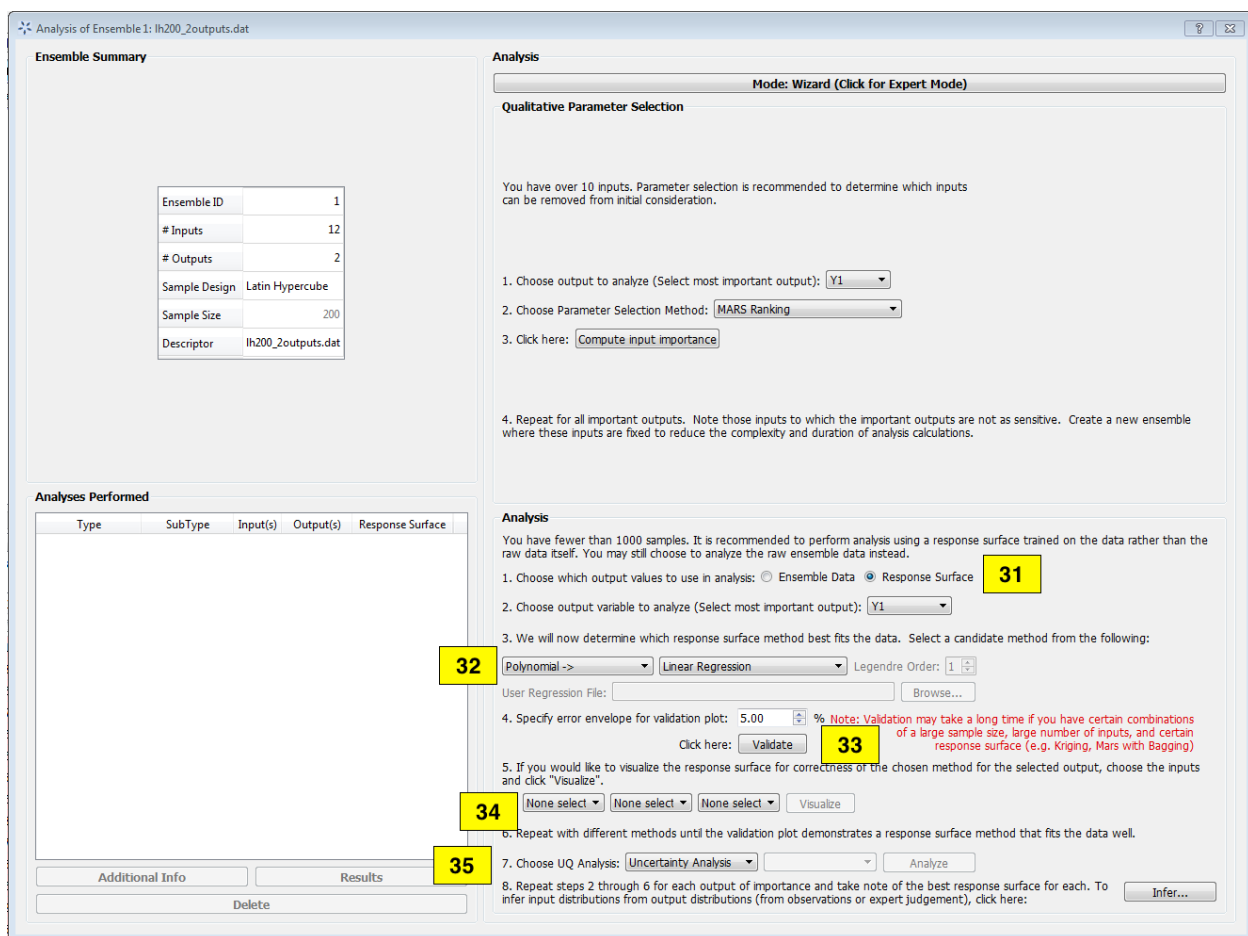 Analysis of Ensemble 1: lh200_2outputs.dat
Ensemble Summary
Ensemble ID 1
# Inputs 12
# Outputs 2
Sample Design Latin Hypercube
Sample Size 200
Descriptor lh200_2outputs.dat
Analyses Performed
Type SubType Input(s) Output(s) Response Surface
Additional Info Results
Delete
Analysis
Mode: Wizard (Click for Expert Mode)
Qualitative Parameter Selection
You have over 10 inputs. Parameter selection is recommended to determine which inputs
can be removed from initial consideration.
1. Choose output to analyze (Select most important output): Y1
2. Choose Parameter Selection Method: MARS Ranking
3. Click here: Compute input importance
4. Repeat for all important outputs. Note those inputs to which the important outputs are not as sensitive. Create a new ensemble
where these inputs are fixed to reduce the complexity and duration of analysis calculations.
Analysis
You have fewer than 1000 samples. It is recommended to perform analysis using a response surface trained on the data rather than the
raw data itself. You may still choose to analyze the raw ensemble data instead.
1. Choose which output values to use in analysis: Ensemble Data Response Surface 31
2. Choose output variable to analyze (Select most important output): Y1
3. We will now determine which response surface method best fits the data. Select a candidate method from the following:
32 Polynomial -> Linear Regression Legendre Order: 1
User Regression File: Browse...
4. Specify error envelope for validation plot: 5.00 % Note: Validation may take a long time if you have certain combinations
of a large sample size, large number of inputs, and certain
Click here: Validate 33 response surface (e.g. Kriging, Mars with Bagging)
5. If you would like to visualize the response surface for correctness of the chosen method for the selected output, choose the inputs
and click "Visualize".
34 None select None select None select Visualize
6. Repeat with different methods until the validation plot demonstrates a response surface method that fits the data well.
35 7. Choose UQ Analysis: Uncertainty Analysis Analyze
8. Repeat steps 2 through 6 for each output of importance and take note of the best response surface for each. To
infer input distributions from output distributions (from observations or expert judgement), click here: Infer...